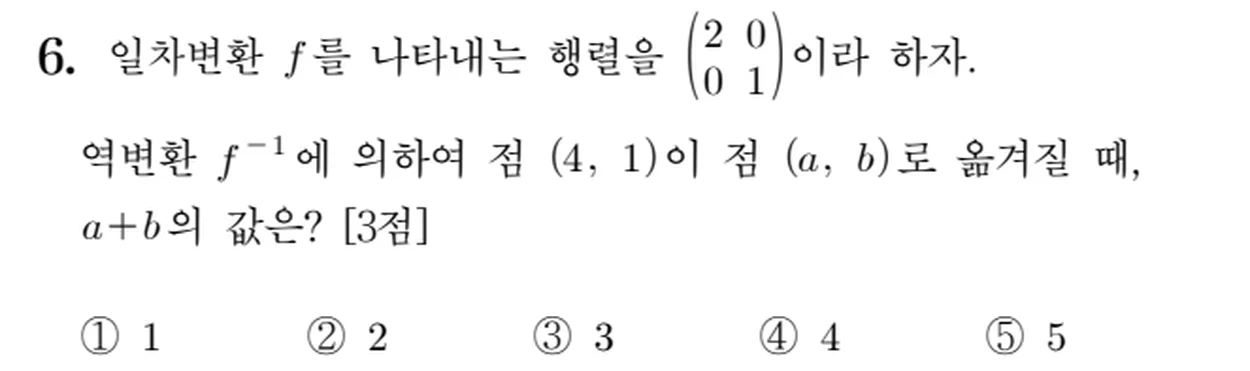 6. 일차변환 f를 나타내는 행렬을 (2 0
0 1)이라 하자.
역변환 f⁻¹에 의하여 점 (4, 1)이 점 (a, b)로 옮겨질 때,
a+b의 값은? [3점]
① 1 ② 2 ③ 3 ④ 4 ⑤ 5